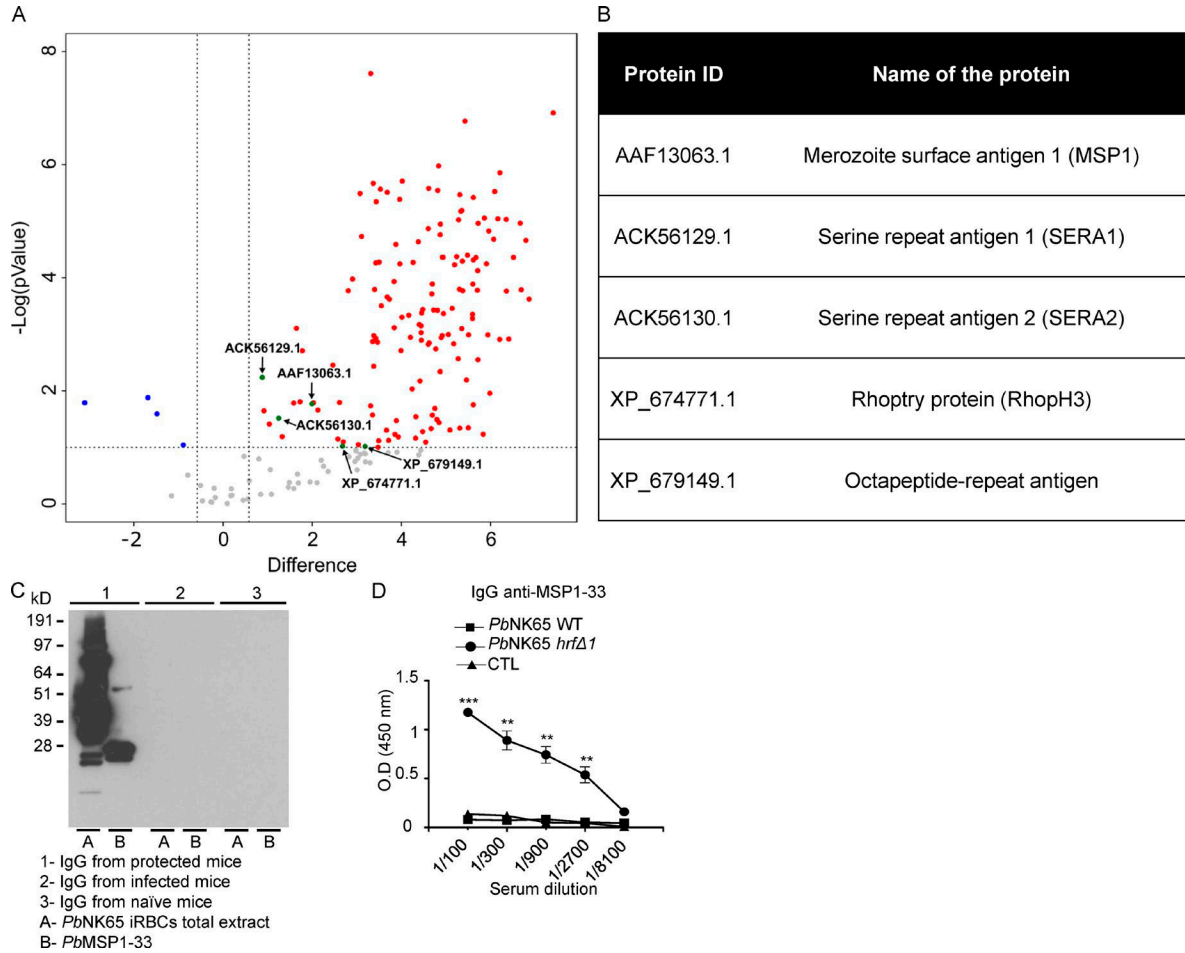 A
-Log(pValue)
8
6
4
2
0
-2
0
2
4
6
Difference
ACK56129.1
AAF13063.1
ACK56130.1
XP_679149.1
XP_674771.1
B
Protein ID Name of the protein
AAF13063.1 Merozoite surface antigen 1 (MSP1)
ACK56129.1 Serine repeat antigen 1 (SERA1)
ACK56130.1 Serine repeat antigen 2 (SERA2)
XP_674771.1 Rhoptry protein (RhopH3)
XP_679149.1 Octapeptide-repeat antigen
C
kD
1 2 3
191
97
64
51
39
28
A B A B A B
1- IgG from protected mice
2- IgG from infected mice
3- IgG from naïve mice
A- PbNK65 iRBCs total extract
B- PbMSP1-33
D
IgG anti-MSP1-33
PbNK65 WT
PbNK65 hrfΔ1
CTL
O.D (450 nm)
1.5
1
0.5
0
***
**
**
**
1/100
1/300
1/900
1/2700
1/8100
Serum dilution